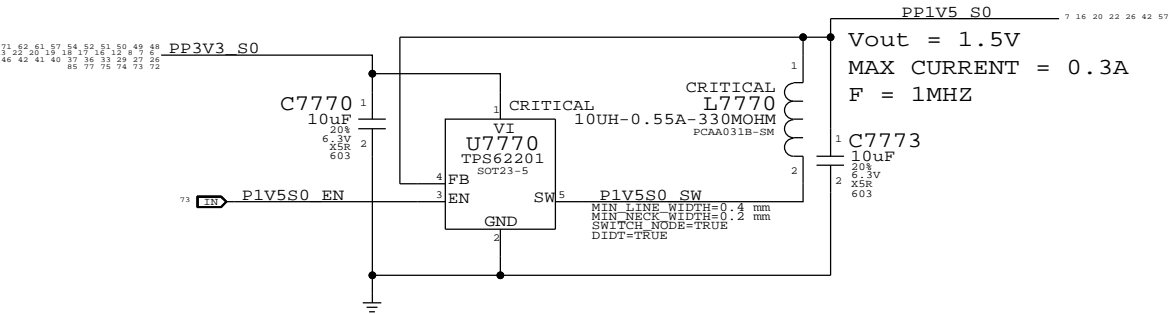 PP1V5_S0
7 16 20 22 26 42 57
71 62 61 57 54 52 51 50 49 48
3 22 20 19 18 17 16 12 8 7 6
46 42 41 40 37 36 33 29 27 26
85 77 75 74 73 72
PP3V3_S0
Vout = 1.5V
MAX CURRENT = 0.3A
F = 1MHZ
C7770
10uF
20%
6.3V
X5R
603
1
2
1
CRITICAL
VI
U7770
TPS62201
SOT23-5
4
FB
3
EN
SW
5
GND
2
CRITICAL
L7770
10UH-0.55A-330MOHM
PCAA031B-SM
1
2
1
C7773
10uF
20%
6.3V
X5R
603
2
73
IN
P1V5S0_EN
P1V5S0_SW
MIN_LINE_WIDTH=0.4 mm
MIN_NECK_WIDTH=0.2 mm
SWITCH_NODE=TRUE
DIDT=TRUE